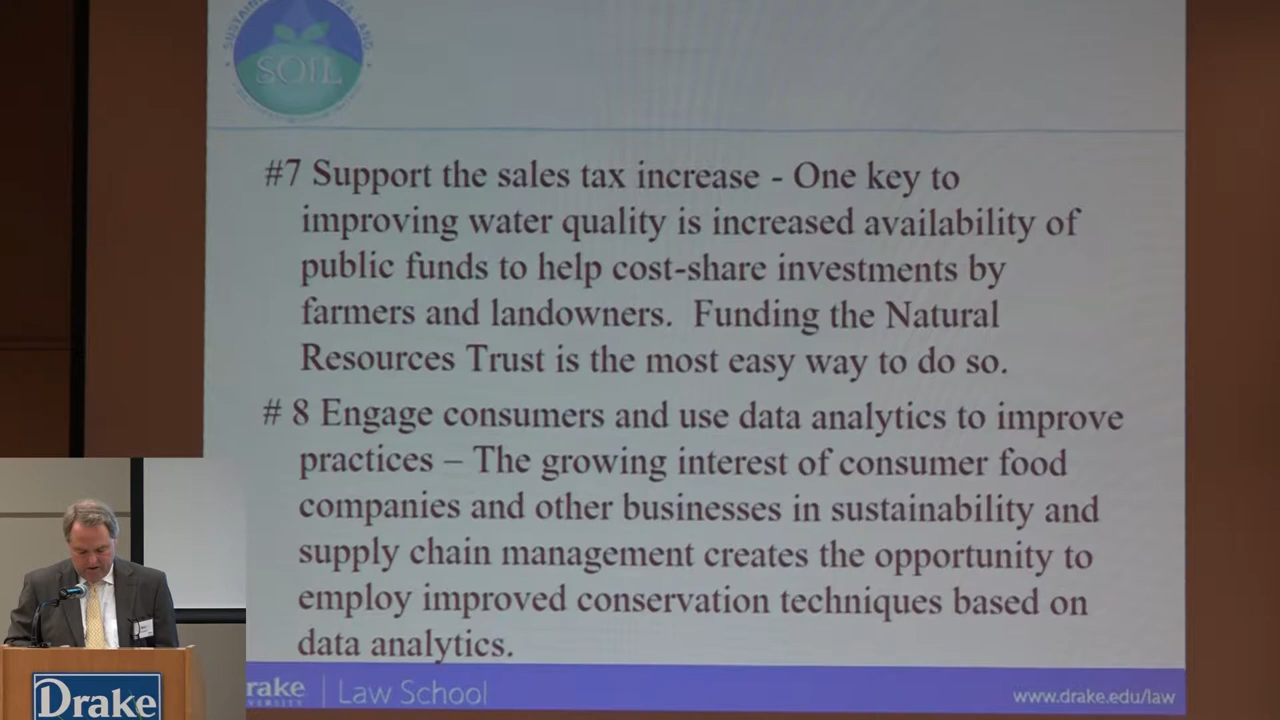 SOIL
#7 Support the sales tax increase - One key to
improving water quality is increased availability of
public funds to help cost-share investments by
farmers and landowners. Funding the Natural
Resources Trust is the most easy way to do so.
# 8 Engage consumers and use data analytics to improve
practices – The growing interest of consumer food
companies and other businesses in sustainability and
supply chain management creates the opportunity to
employ improved conservation techniques based on
data analytics.
rake Law School
www.drake.edu/law
Drake